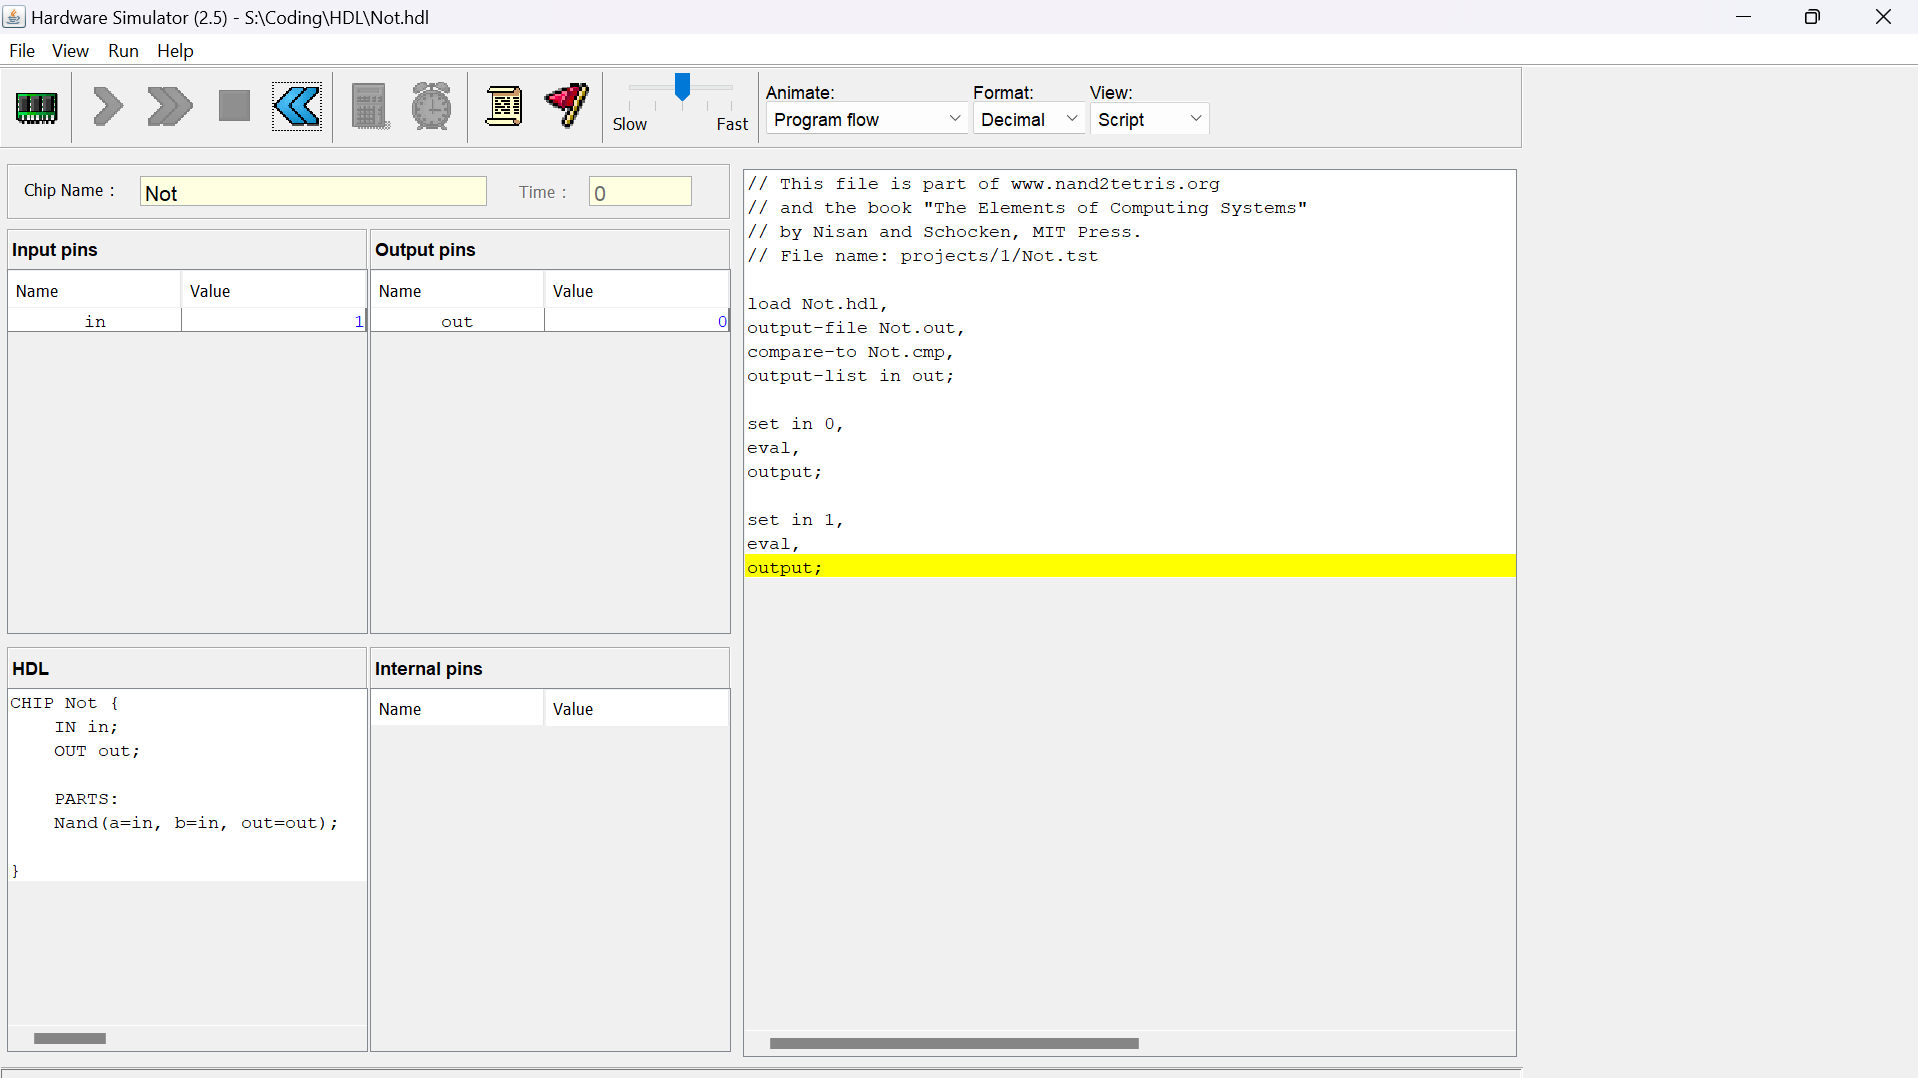 Hardware Simulator (2.5) - S:\Coding\HDL\Not.hdl
File View Run Help
Slow Fast
Animate: Format: View:
Program flow Decimal Script
Chip Name : Not Time : 0
Input pins Output pins
Name Value Name Value
in 1 out 0
HDL Internal pins
Name Value
CHIP Not {
    IN in;
    OUT out;
    PARTS:
    Nand(a=in, b=in, out=out);
}
// This file is part of www.nand2tetris.org
// and the book "The Elements of Computing Systems"
// by Nisan and Schocken, MIT Press.
// File name: projects/1/Not.tst
load Not.hdl,
output-file Not.out,
compare-to Not.cmp,
output-list in out;
set in 0,
eval,
output;
set in 1,
eval,
output;